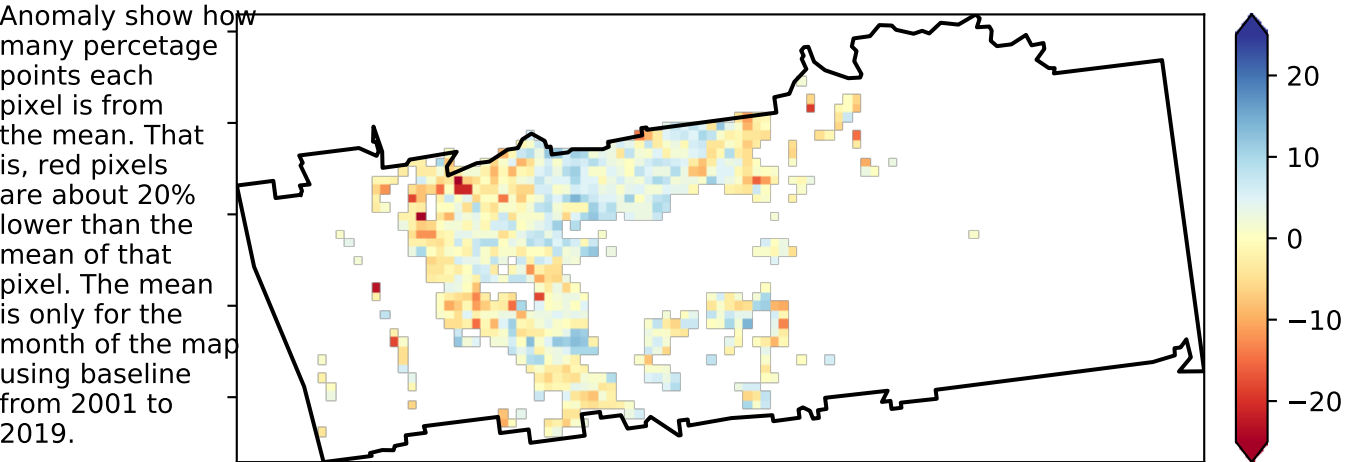 Anomaly show how
many percetage
points each
pixel is from
the mean. That
is, red pixels
are about 20%
lower than the
mean of that
pixel. The mean
is only for the
month of the map
using baseline
from 2001 to
2019.
20
10
0
−10
−20